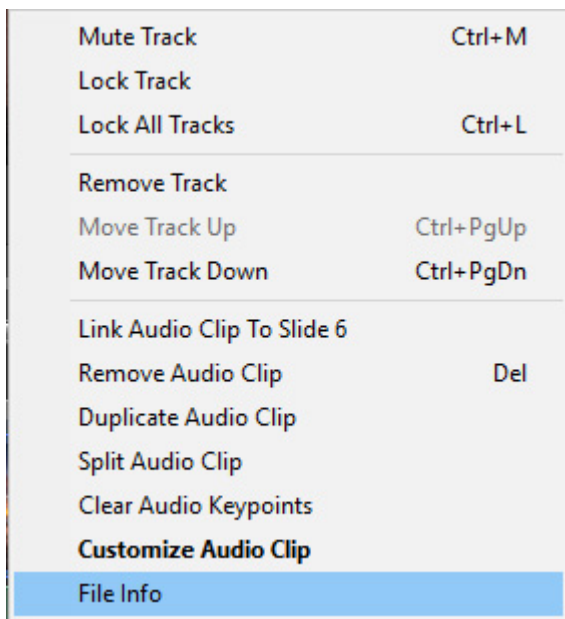 Mute Track Ctrl+M
Lock Track
Lock All Tracks Ctrl+L
Remove Track
Move Track Up Ctrl+PgUp
Move Track Down Ctrl+PgDn
Link Audio Clip To Slide 6
Remove Audio Clip Del
Duplicate Audio Clip
Split Audio Clip
Clear Audio Keypoints
Customize Audio Clip
File Info